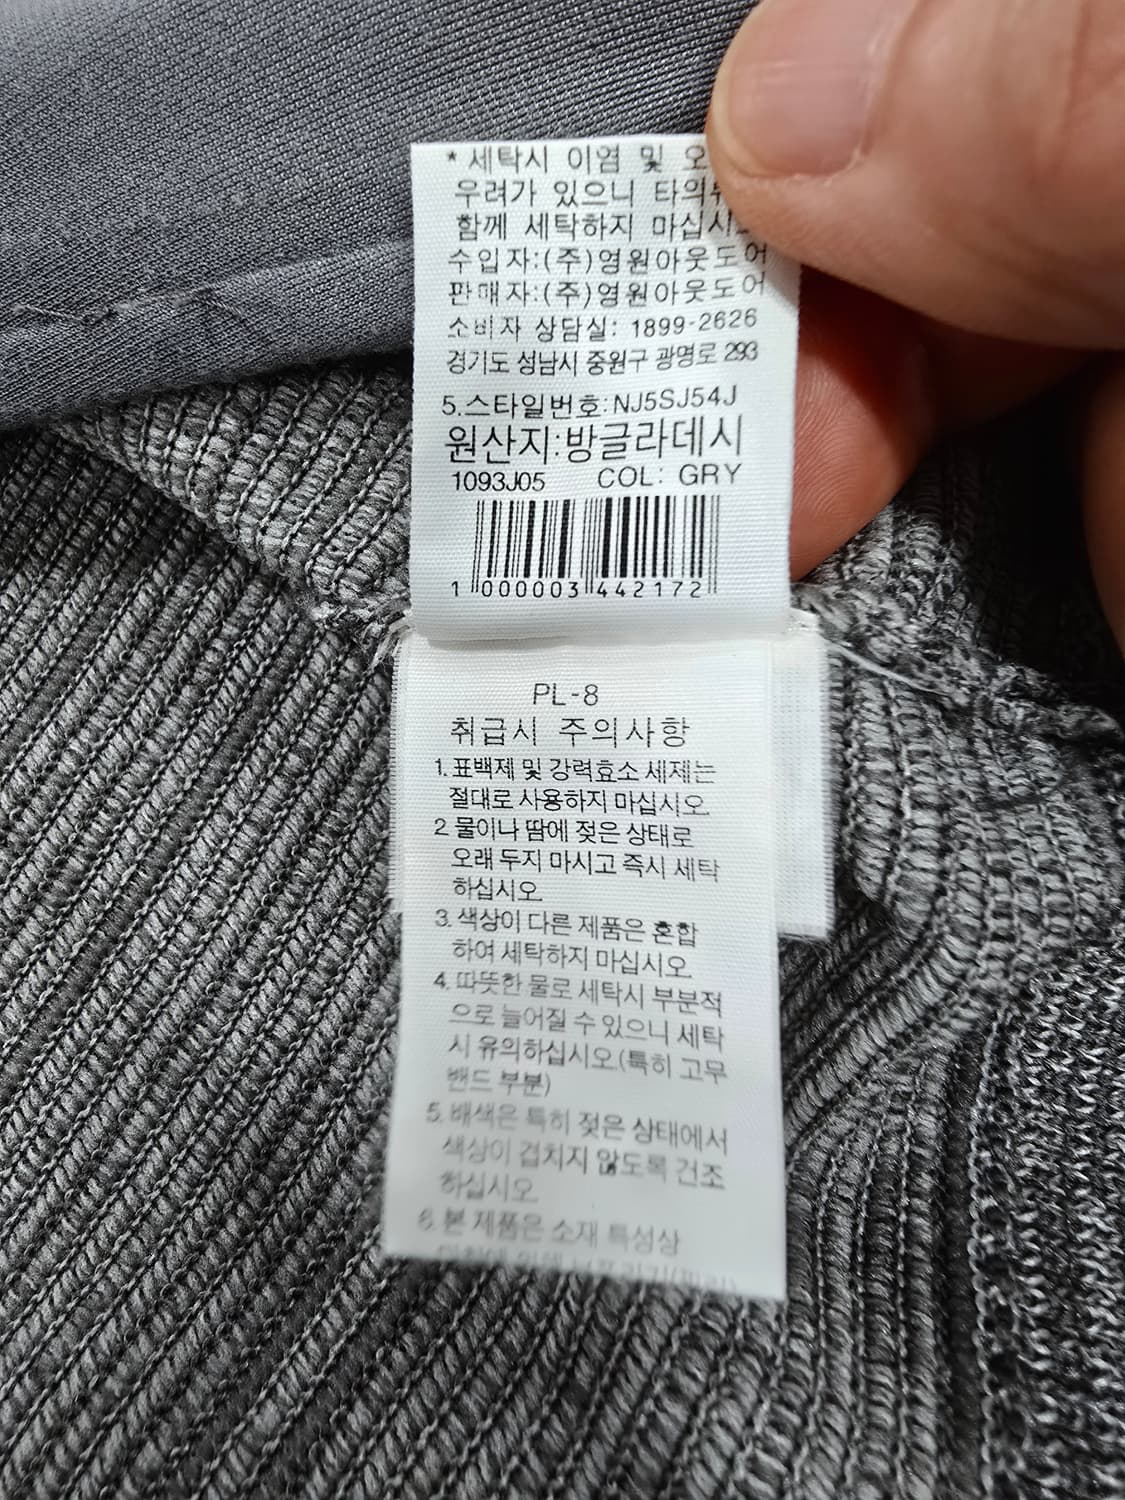 * 세탁시 이염 및
우려가 있으니
함께 세탁하지
수입자:(주)영원아웃도어
판매자:(주)영원아웃도어
소비자 상담실: 1899-2626
경기도 성남시 중원구 광명로 293
5.스타일번호:NJ5SJ54J
원산지:방글라데시
1093J05 COL: GRY
1 000003 442172
PL-8
취급시 주의사항
1. 표백제 및 강력효소 세제는
절대로 사용하지 마십시오.
2. 물이나 땀에 젖은 상태로
오래 두지 마시고 즉시 세탁
하십시오.
3. 색상이 다른 제품은 혼합
하여 세탁하지 마십시오.
4. 따뜻한 물로 세탁시 부분적
으로 늘어질 수 있으니 세탁
시 유의하십시오.(특히 고무
밴드 부분)
5. 배색은 특히 젖은 상태에서
색상이 겹치지 않도록 건조
하십시오.
6. 본 제품은 소재 특성상